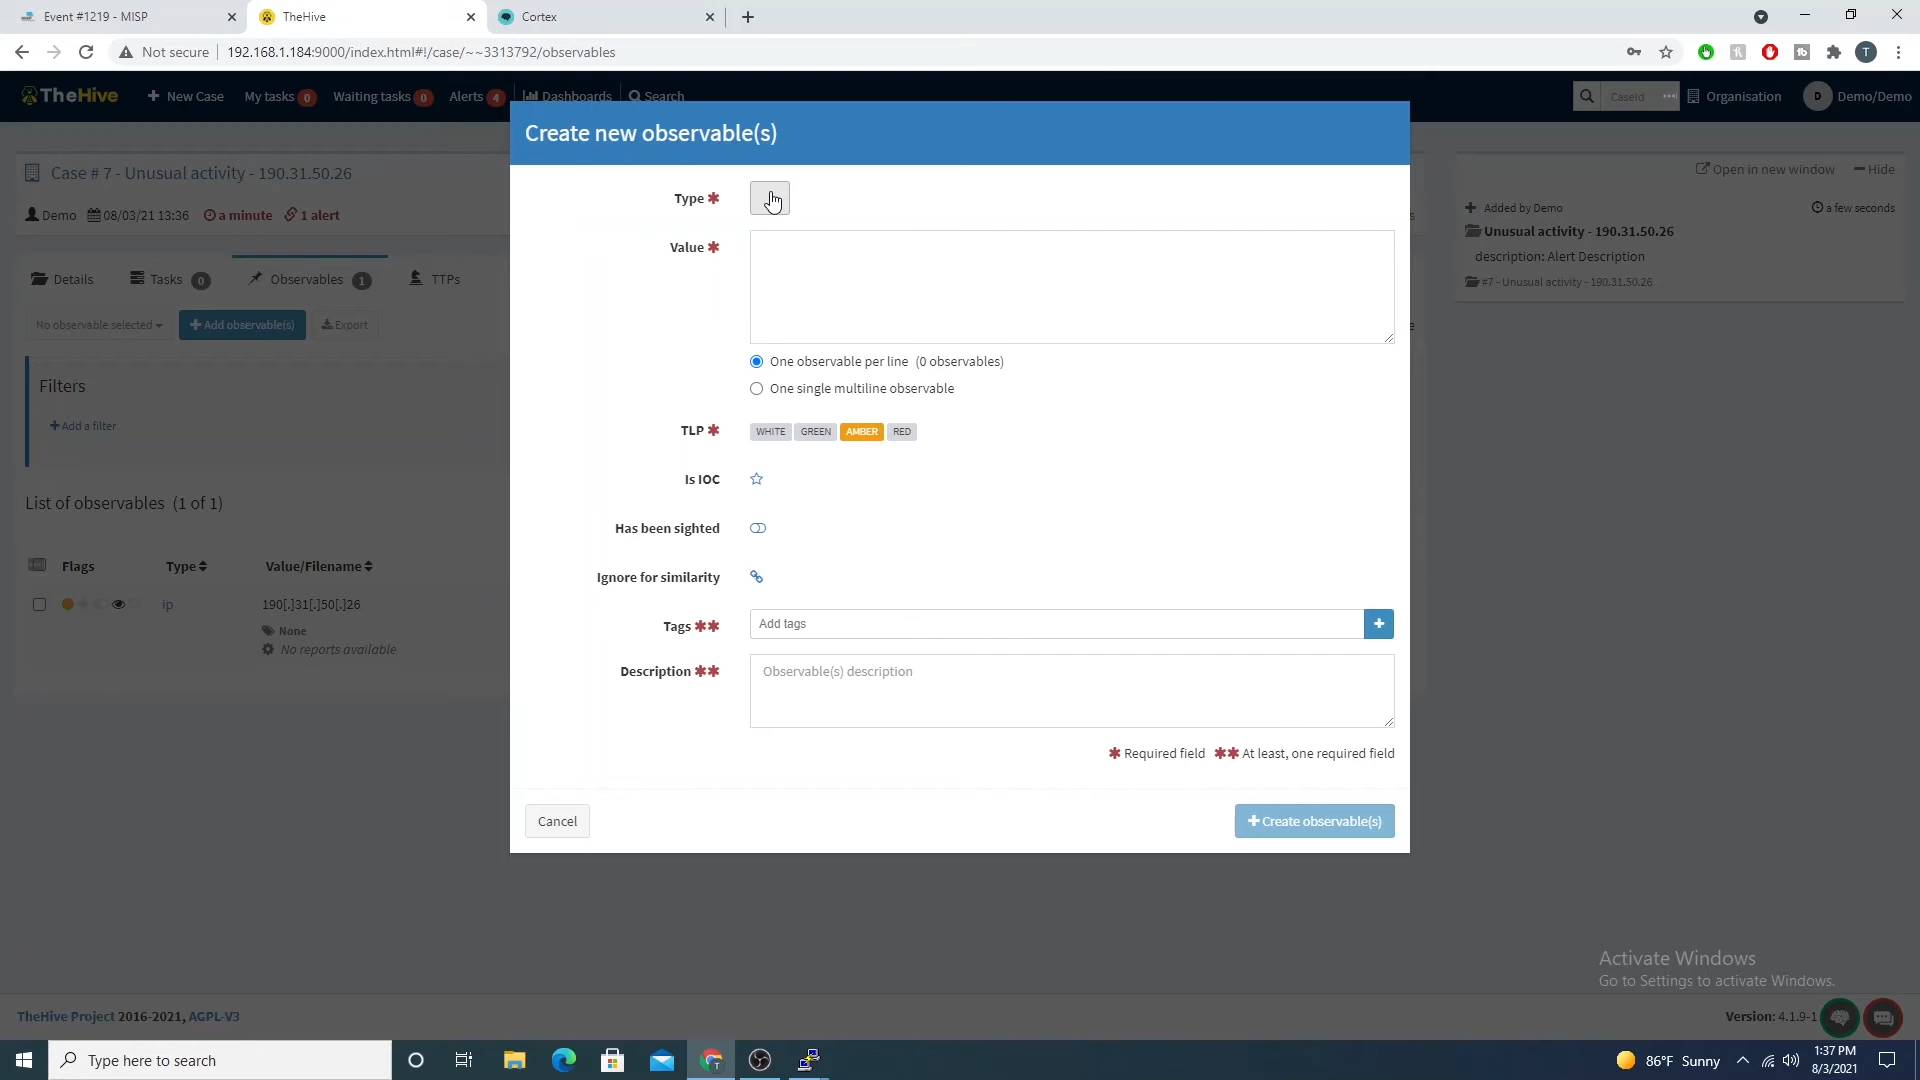 Event #1219 - MISP
TheHive
Cortex
Not secure
192.168.1.184:9000/index.html#!/case/~~3313792/observables
T
TheHive
New Case
My tasks 0
Waiting tasks 0
Alerts 4
Dashboards
Search
CaseId
Organisation
D
Demo/Demo
Create new observable(s)
Case # 7 - Unusual activity - 190.31.50.26
Demo
08/03/21 13:36
a minute
1 alert
Details
Tasks 0
Observables 1
TTPs
No observable selected
Add observable(s)
Export
Filters
Add a filter
List of observables (1 of 1)
Flags
Type
Value/Filename
ip
190[.]31[.]50[.]26
None
No reports available
Type
Value
One observable per line (0 observables)
One single multiline observable
TLP
WHITE
GREEN
AMBER
RED
Is IOC
Has been sighted
Ignore for similarity
Tags
Add tags
Description
Observable(s) description
Required field
At least, one required field
Cancel
Create observable(s)
Open in new window
Hide
Added by Demo
a few seconds
Unusual activity - 190.31.50.26
description: Alert Description
#7 - Unusual activity - 190.31.50.26
Activate Windows
Go to Settings to activate Windows.
TheHive Project 2016-2021, AGPL-V3
Version: 4.1.9-1
Type here to search
86°F Sunny
1:37 PM
8/3/2021